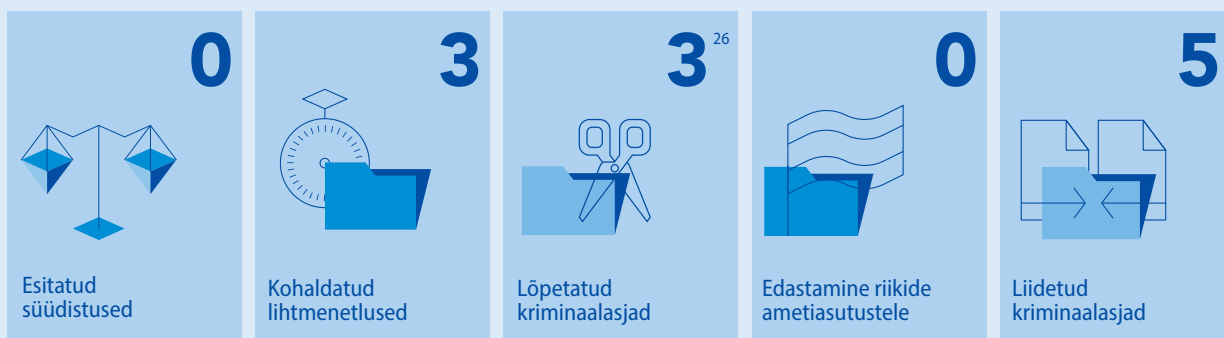 0
Esitatud
süüdistused
3
Kohaldatud
lihtmenetlused
3 26
Lõpetatud
kriminaalasjad
0
Edastamine riikide
ametiasutustele
5
Liidetud
kriminaalasjad